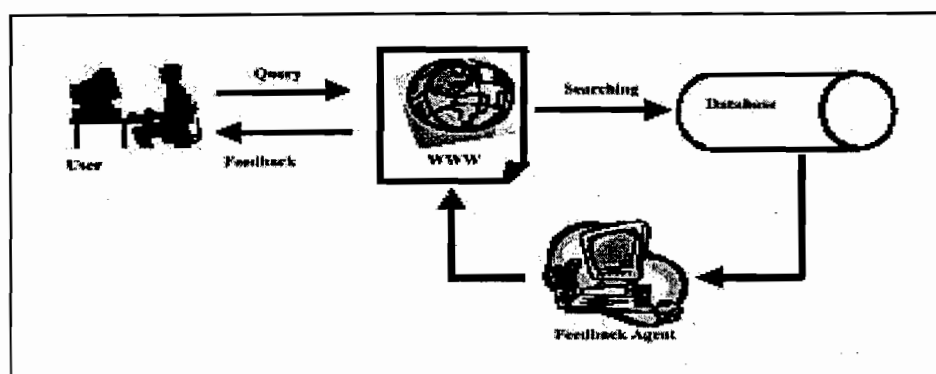 Query
Searching
Database
WWW
User
Feedback
Feedback Agent